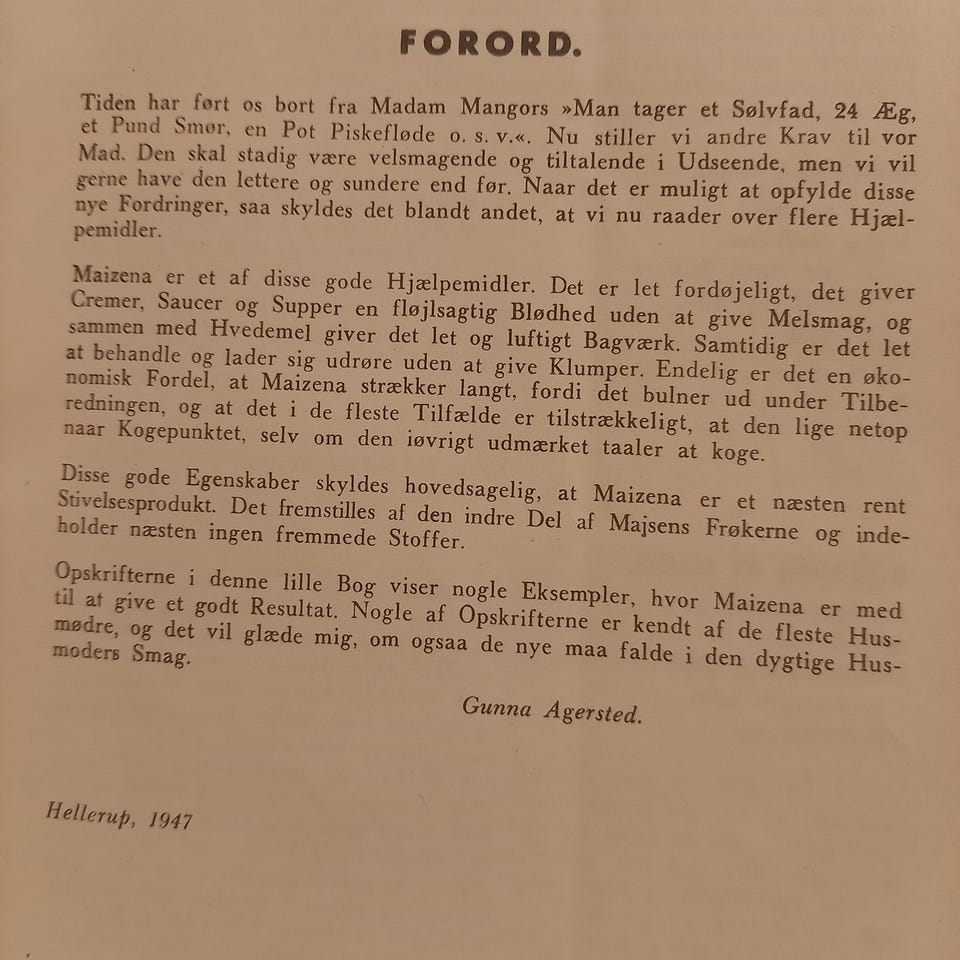 FORORD.
Tiden har ført os bort fra Madam Mangors »Man tager et Sølvfad, 24 Æg,
et Pund Smør, en Pot Piskefløde o. s. v.«. Nu stiller vi andre Krav til vor
Mad. Den skal stadig være velsmagende og tiltalende i Udseende, men vi vil
gerne have den lettere og sundere end før. Naar det er muligt at opfylde disse
nye Fordringer, saa skyldes det blandt andet, at vi nu raader over flere Hjæl-
pemidler.
Maizena er et af disse gode Hjælpemidler. Det er let fordøjeligt, det giver
Cremer, Saucer og Supper en fløjlsagtig Blødhed uden at give Melsmag, og
sammen med Hvedemel giver det let og luftigt Bagværk. Samtidig er det let
at behandle og lader sig udrøre uden at give Klumper. Endelig er det en øko-
nomisk Fordel, at Maizena strækker langt, fordi det bulner ud under Tilbe-
redningen, og at det i de fleste Tilfælde er tilstrækkeligt, at den lige netop
naar Kogepunktet, selv om den iøvrigt udmærket taaler at koge.
Disse gode Egenskaber skyldes hovedsagelig, at Maizena er et næsten rent
Stivelsesprodukt. Det fremstilles af den indre Del af Majsens Frøkerne og inde-
holder næsten ingen fremmede Stoffer.
Opskrifterne i denne lille Bog viser nogle Eksempler, hvor Maizena er med
til at give et godt Resultat. Nogle af Opskrifterne er kendt af de fleste Hus-
mødre, og det vil glæde mig, om ogsaa de nye maa falde i den dygtige Hus-
moders Smag.
Gunna Agersted.
Hellerup, 1947